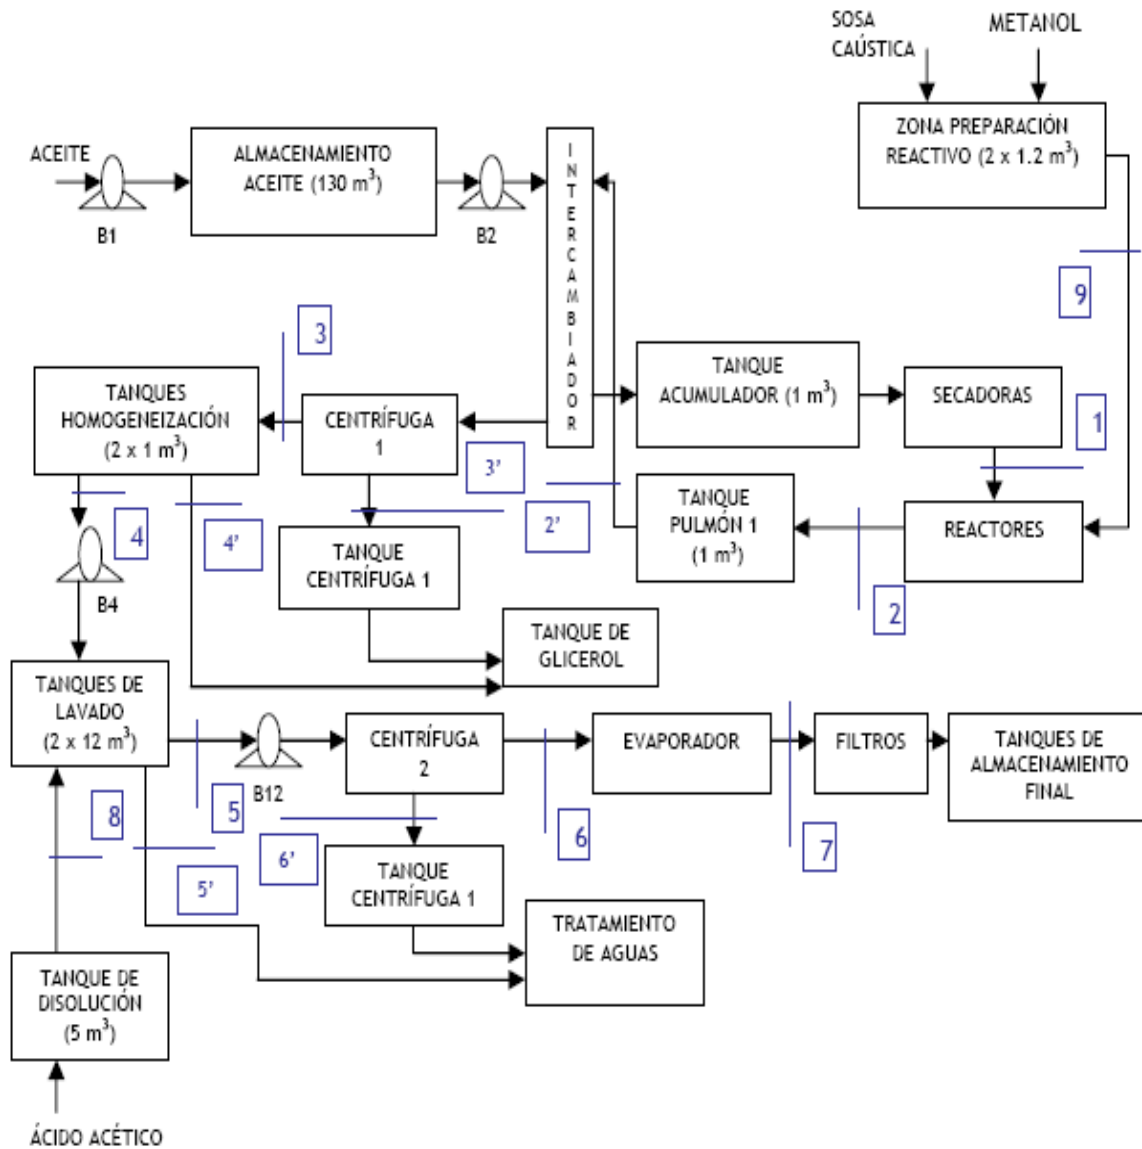 SOSA
CAÚSTICA
METANOL
ZONA PREPARACIÓN
REACTIVO (2 x 1.2 m³)
ACEITE
B1
ALMACENAMIENTO
ACEITE (130 m³)
B2
INTERCAMBIADOR
9
3
TANQUE
ACUMULADOR (1 m³)
SECADORAS
1
TANQUES
HOMOGENEIZACIÓN
(2 x 1 m³)
CENTRÍFUGA
1
3'
2'
TANQUE
PULMÓN 1
(1 m³)
2
REACTORES
4
4'
B4
TANQUE
CENTRÍFUGA 1
TANQUE DE
GLICEROL
TANQUES DE
LAVADO
(2 x 12 m³)
5
B12
CENTRÍFUGA
2
6
EVAPORADOR
7
FILTROS
TANQUES DE
ALMACENAMIENTO
FINAL
8
5'
6'
TANQUE
CENTRÍFUGA 1
TRATAMIENTO
DE AGUAS
TANQUE DE
DISOLUCIÓN
(5 m³)
ÁCIDO ACÉTICO